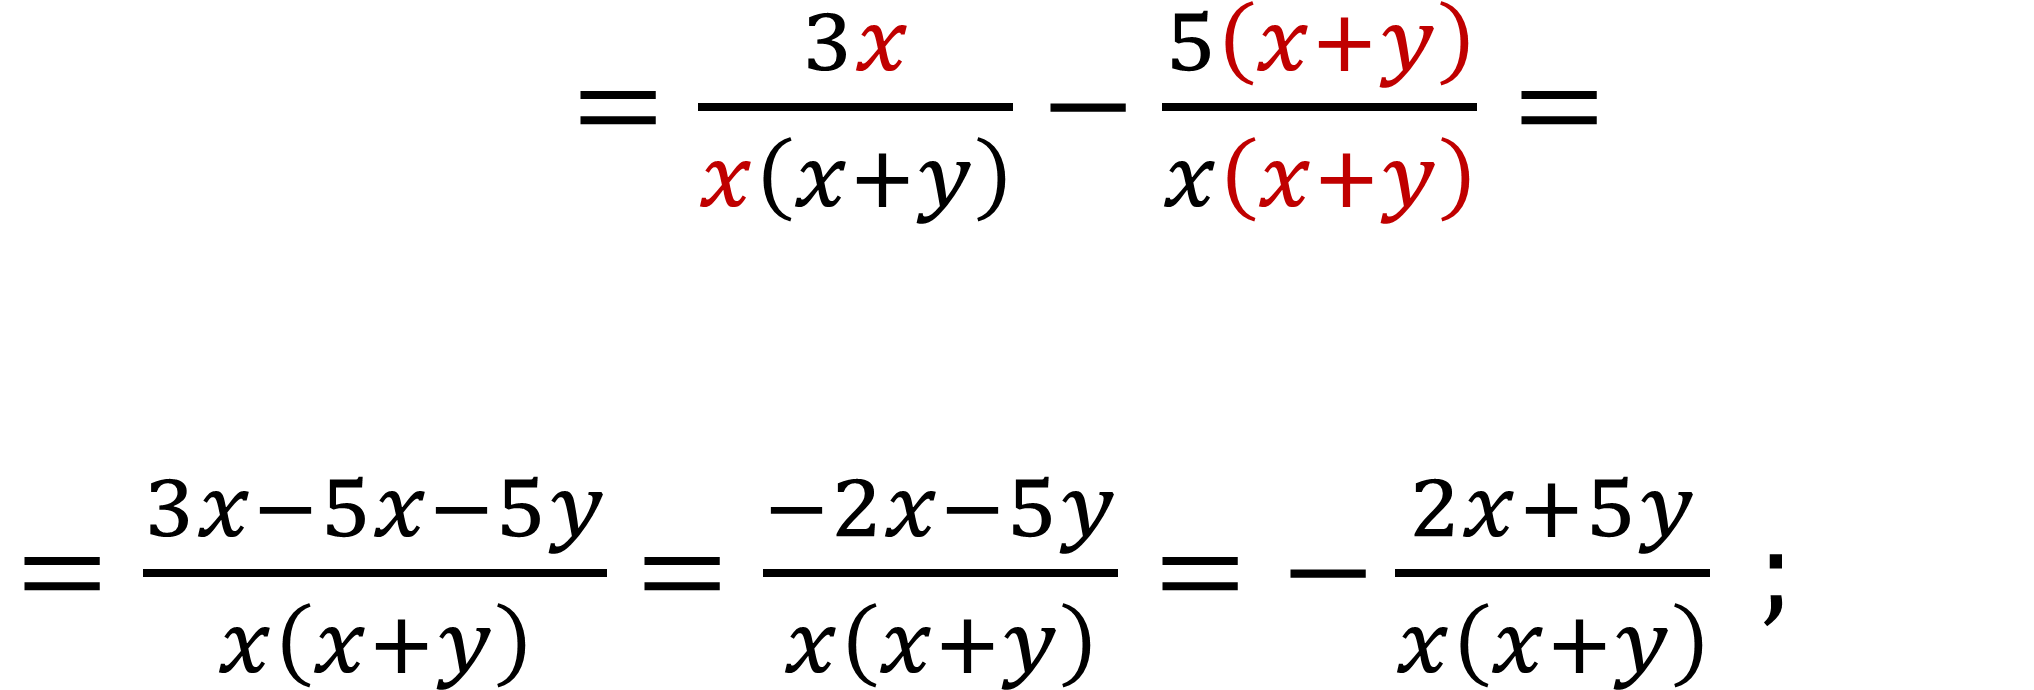 = 3x/x(x+y) − 5(x+y)/x(x+y) =
= 3x−5x−5y/x(x+y) = −2x−5y/x(x+y) = − 2x+5y/x(x+y) ;